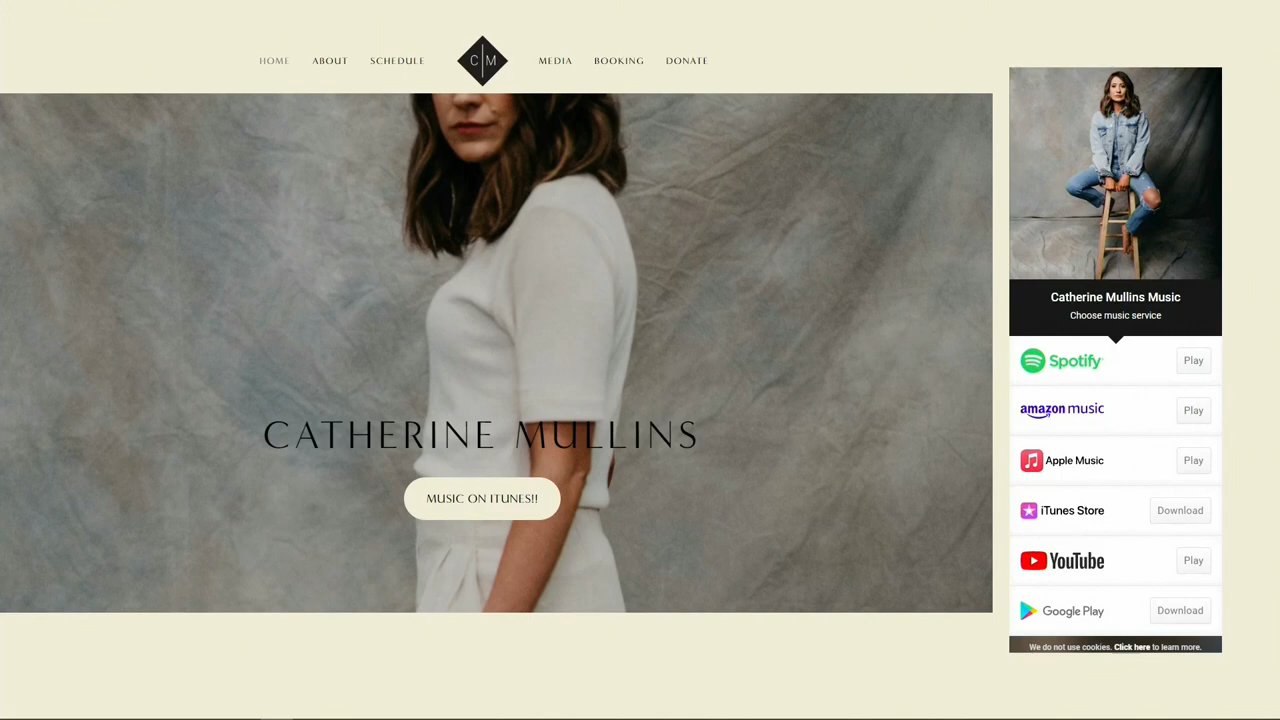 HOME ABOUT SCHEDULE C M MEDIA BOOKING DONATE
CATHERINE MULLINS
MUSIC ON ITUNES!!
Catherine Mullins Music
Choose music service
Spotify Play
amazon music Play
Apple Music Play
iTunes Store Download
YouTube Play
Google Play Download
We do not use cookies. Click here to learn more.